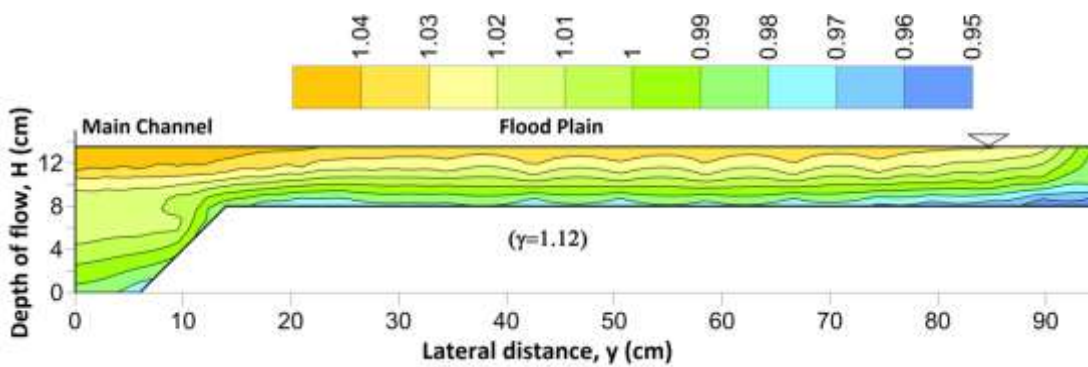 1.04 1.03 1.02 1.01 1 0.99 0.98 0.97 0.96 0.95
Main Channel Flood Plain
Depth of flow, H (cm)
12
8
4
0
(γ=1.12)
0 10 20 30 40 50 60 70 80 90
Lateral distance, y (cm)